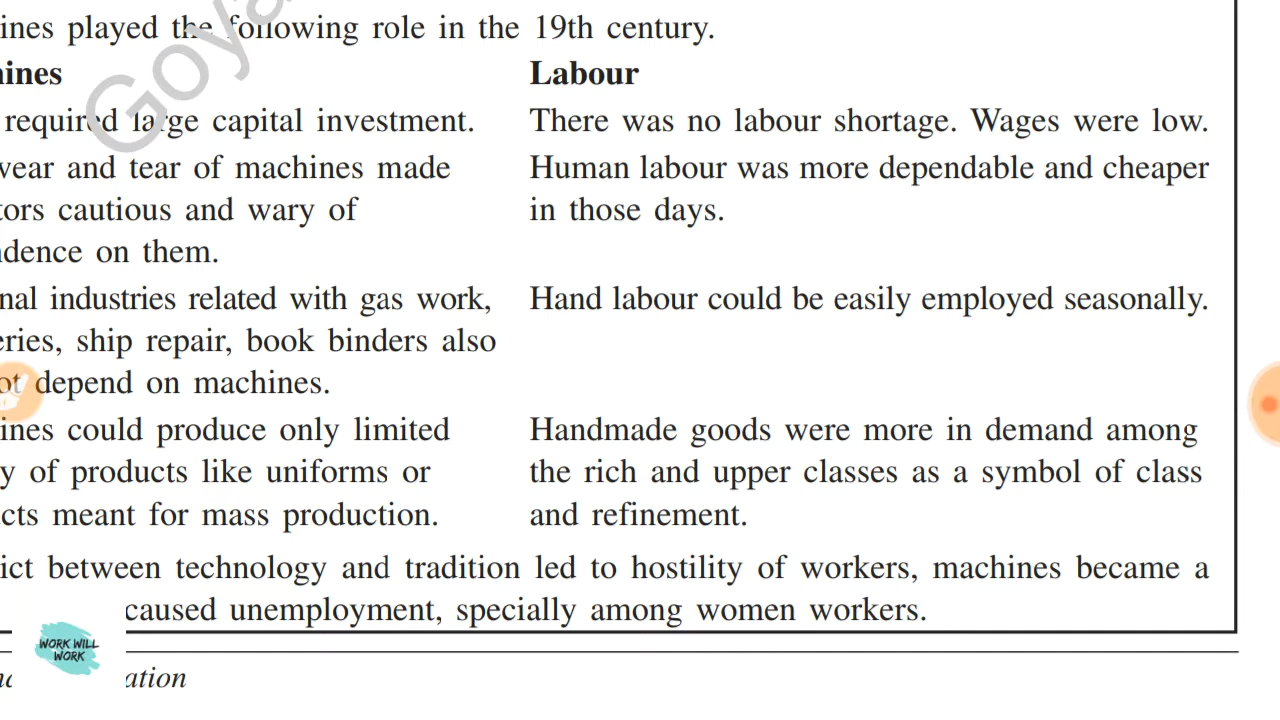 ines played the following role in the 19th century.
ines Labour
required large capital investment. There was no labour shortage. Wages were low.
wear and tear of machines made Human labour was more dependable and cheaper
tors cautious and wary of in those days.
dence on them.
nal industries related with gas work, Hand labour could be easily employed seasonally.
eries, ship repair, book binders also
ot depend on machines.
ines could produce only limited Handmade goods were more in demand among
y of products like uniforms or the rich and upper classes as a symbol of class
cts meant for mass production. and refinement.
ict between technology and tradition led to hostility of workers, machines became a
caused unemployment, specially among women workers.
WORK WILL
WORK
ation
Goya